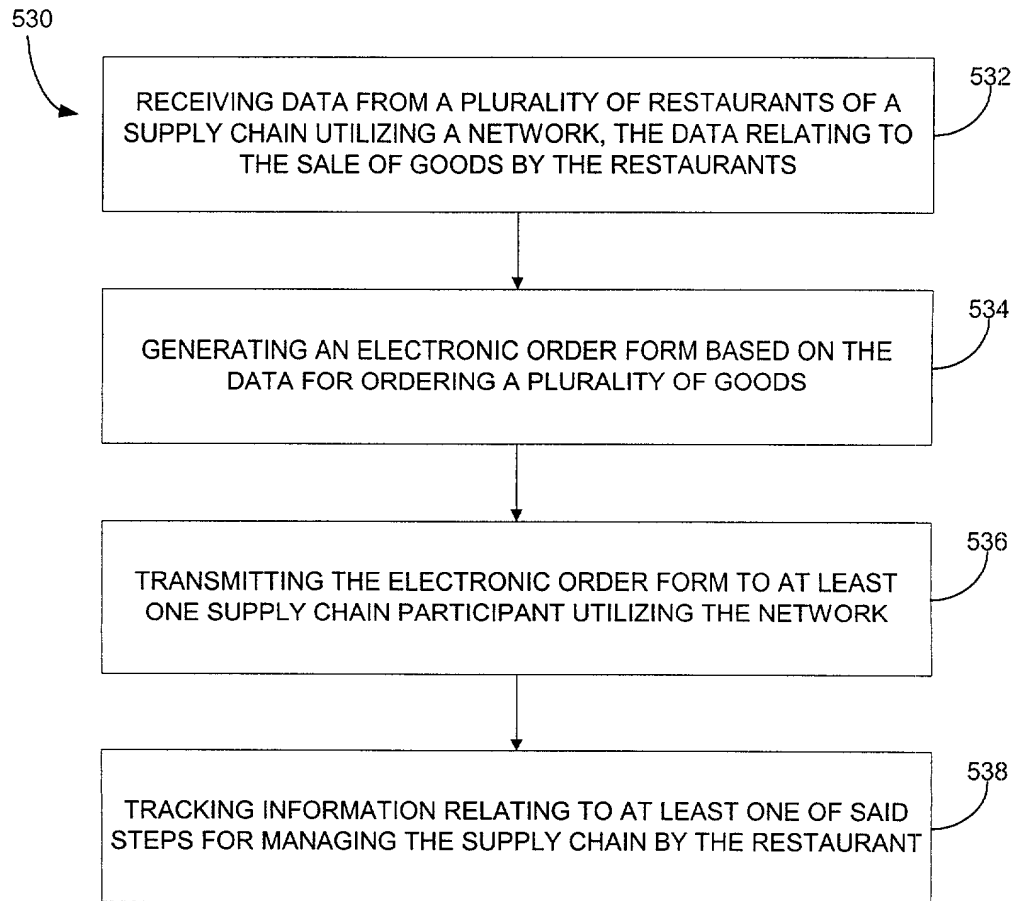 530
532
RECEIVING DATA FROM A PLURALITY OF RESTAURANTS OF A
SUPPLY CHAIN UTILIZING A NETWORK, THE DATA RELATING TO
THE SALE OF GOODS BY THE RESTAURANTS
534
GENERATING AN ELECTRONIC ORDER FORM BASED ON THE
DATA FOR ORDERING A PLURALITY OF GOODS
536
TRANSMITTING THE ELECTRONIC ORDER FORM TO AT LEAST
ONE SUPPLY CHAIN PARTICIPANT UTILIZING THE NETWORK
538
TRACKING INFORMATION RELATING TO AT LEAST ONE OF SAID
STEPS FOR MANAGING THE SUPPLY CHAIN BY THE RESTAURANT